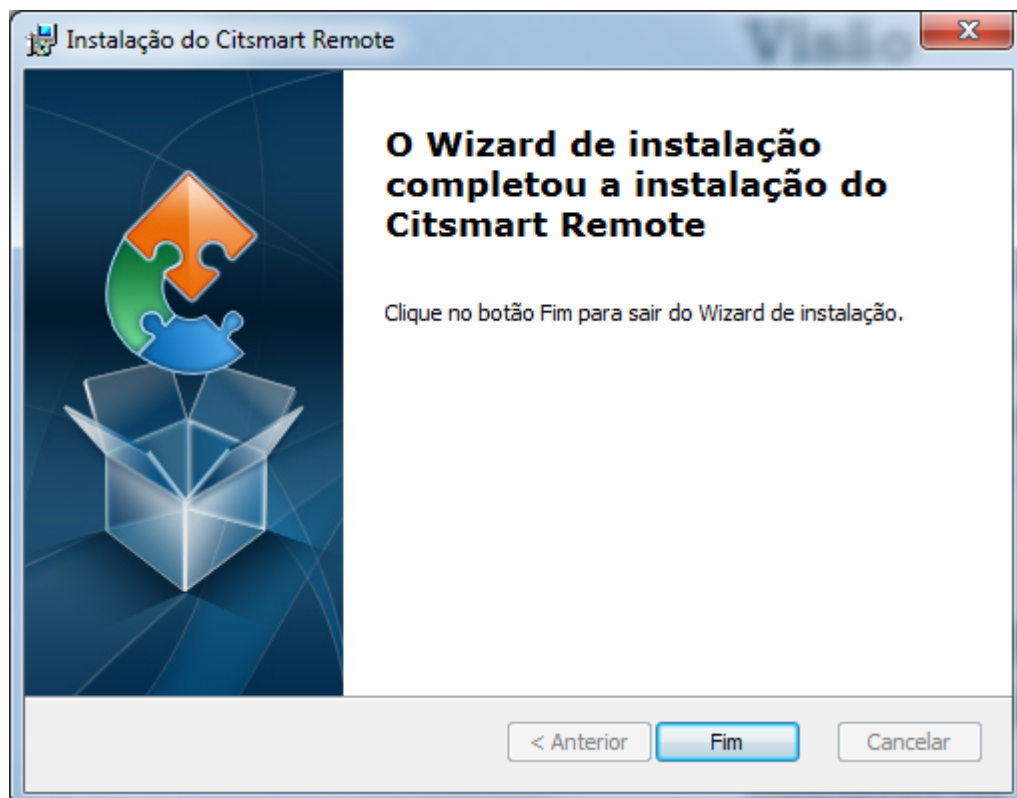 Instalação do Citsmart Remote
Visão
O Wizard de instalação
completou a instalação do
Citsmart Remote
Clique no botão Fim para sair do Wizard de instalação.
< Anterior
Fim
Cancelar